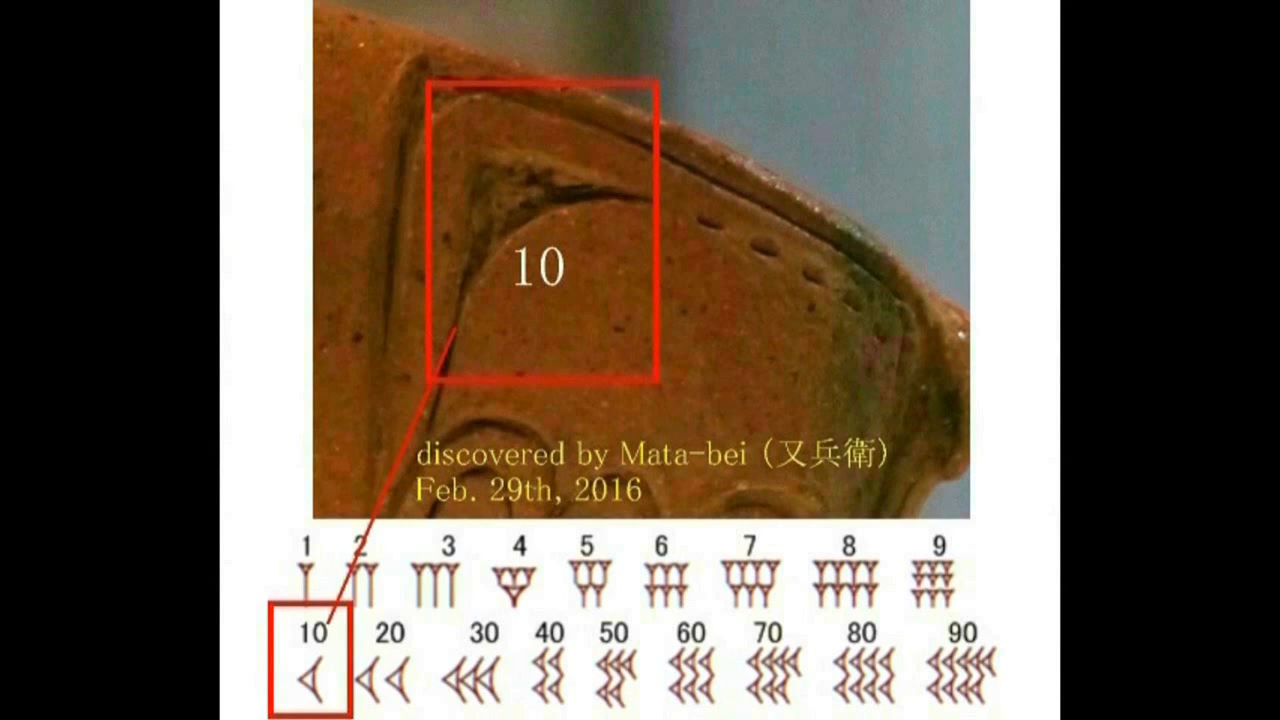 10
discovered by Mata-bei (又兵衛)
Feb. 29th, 2016
1 2 3 4 5 6 7 8 9
𒁹 𒈫 𒐈 𒐉 𒐊 𒐋 𒐌 𒐍 𒐎
10 20 30 40 50 60 70 80 90